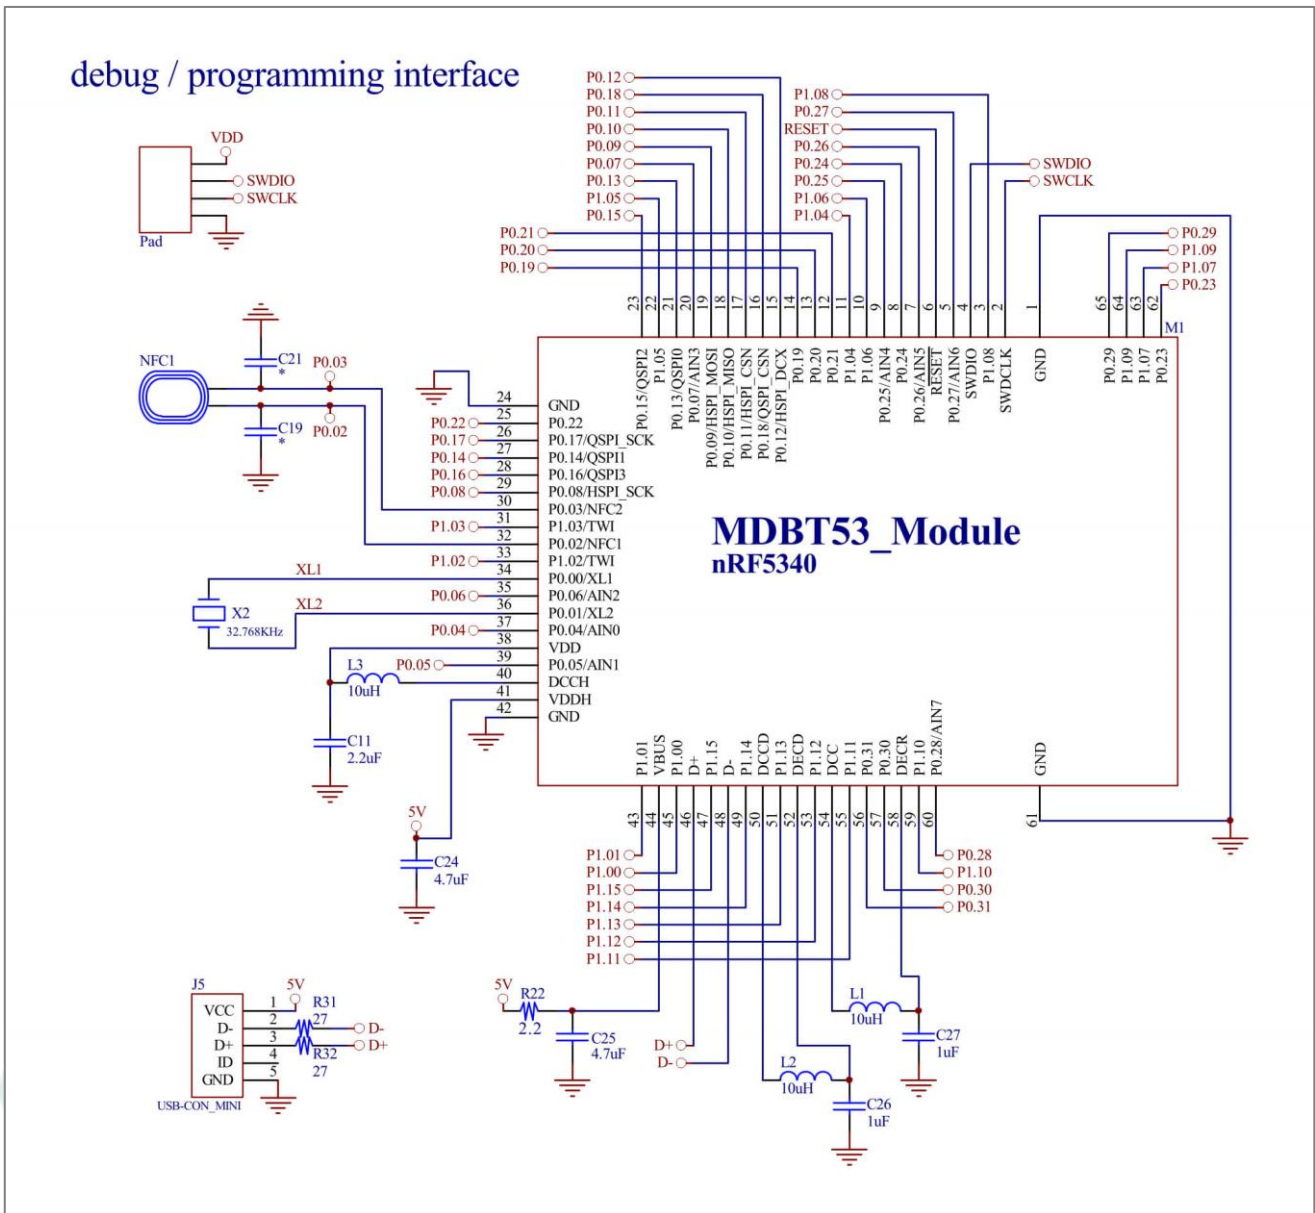 debug / programming interface
VDD
SWDIO
SWCLK
Pad
P0.12
P0.18
P0.11
P0.10
P0.09
P0.07
P0.13
P1.05
P0.15
P0.21
P0.20
P0.19
P1.08
P0.27
RESET
P0.26
P0.24
P0.25
P1.06
P1.04
SWDIO
SWCLK
P0.29
P1.09
P1.07
P0.23
M1
23 P0.15/QSPI2
22 P1.05
21 P0.13/QSPI0
20 P0.07/AIN3
19 P0.09/HSPI_MOSI
18 P0.10/HSPI_MISO
17 P0.11/HSPI_CSN
16 P0.18/QSPI_CSN
15 P0.12/HSPI_DCX
14 P0.19
13 P0.20
12 P0.21
11 P1.04
10 P1.06
9 P0.25/AIN4
8 P0.24
7 P0.26/AIN5
6 RESET
5 P0.27/AIN6
4 SWDIO
3 P1.08
2 SWDCLK
1 GND
65 P0.29
64 P1.09
63 P1.07
62 P0.23
NFC1
C21
*
P0.03
C19
*
P0.02
24 GND
P0.22 25 P0.22
P0.17 26 P0.17/QSPI_SCK
P0.14 27 P0.14/QSPI1
P0.16 28 P0.16/QSPI3
P0.08 29 P0.08/HSPI_SCK
30 P0.03/NFC2
P1.03 31 P1.03/TWI
32 P0.02/NFC1
P1.02 33 P1.02/TWI
XL1 34 P0.00/XL1
P0.06 35 P0.06/AIN2
XL2 36 P0.01/XL2
P0.04 37 P0.04/AIN0
38 VDD
P0.05 39 P0.05/AIN1
40 DCCH
41 VDDH
42 GND
X2
32.768KHz
L3
10uH
C11
2.2uF
MDBT53_Module
nRF5340
5V
C24
4.7uF
P1.01 43
VBUS 44
P1.00 45
D+ 46
P1.15 47
D- 48
P1.14 49
DCCD 50
P1.13 51
DECD 52
P1.12 53
DCC 54
P1.11 55
P0.31 56
P0.30 57
DECR 58
P1.10 59
P0.28/AIN7 60
GND 61
P1.01
P1.00
P1.15
P1.14
P1.13
P1.12
P1.11
P0.28
P1.10
P0.30
P0.31
J5
VCC 1 5V
D- 2 R31 27 D-
D+ 3 R32 27 D+
ID 4
GND 5
USB-CON_MINI
5V
R22
2.2
C25
4.7uF
D+
D-
L1
10uH
C27
1uF
L2
10uH
C26
1uF